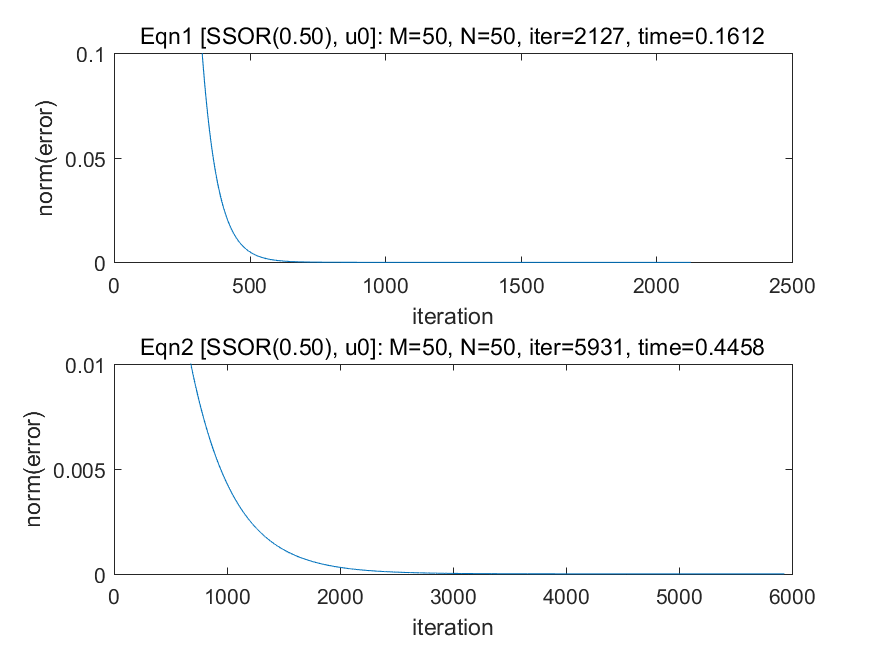 Eqn1 [SSOR(0.50), u0]: M=50, N=50, iter=2127, time=0.1612
0.1
0.05
0
norm(error)
0 500 1000 1500 2000 2500
iteration
Eqn2 [SSOR(0.50), u0]: M=50, N=50, iter=5931, time=0.4458
0.01
0.005
0
norm(error)
0 1000 2000 3000 4000 5000 6000
iteration